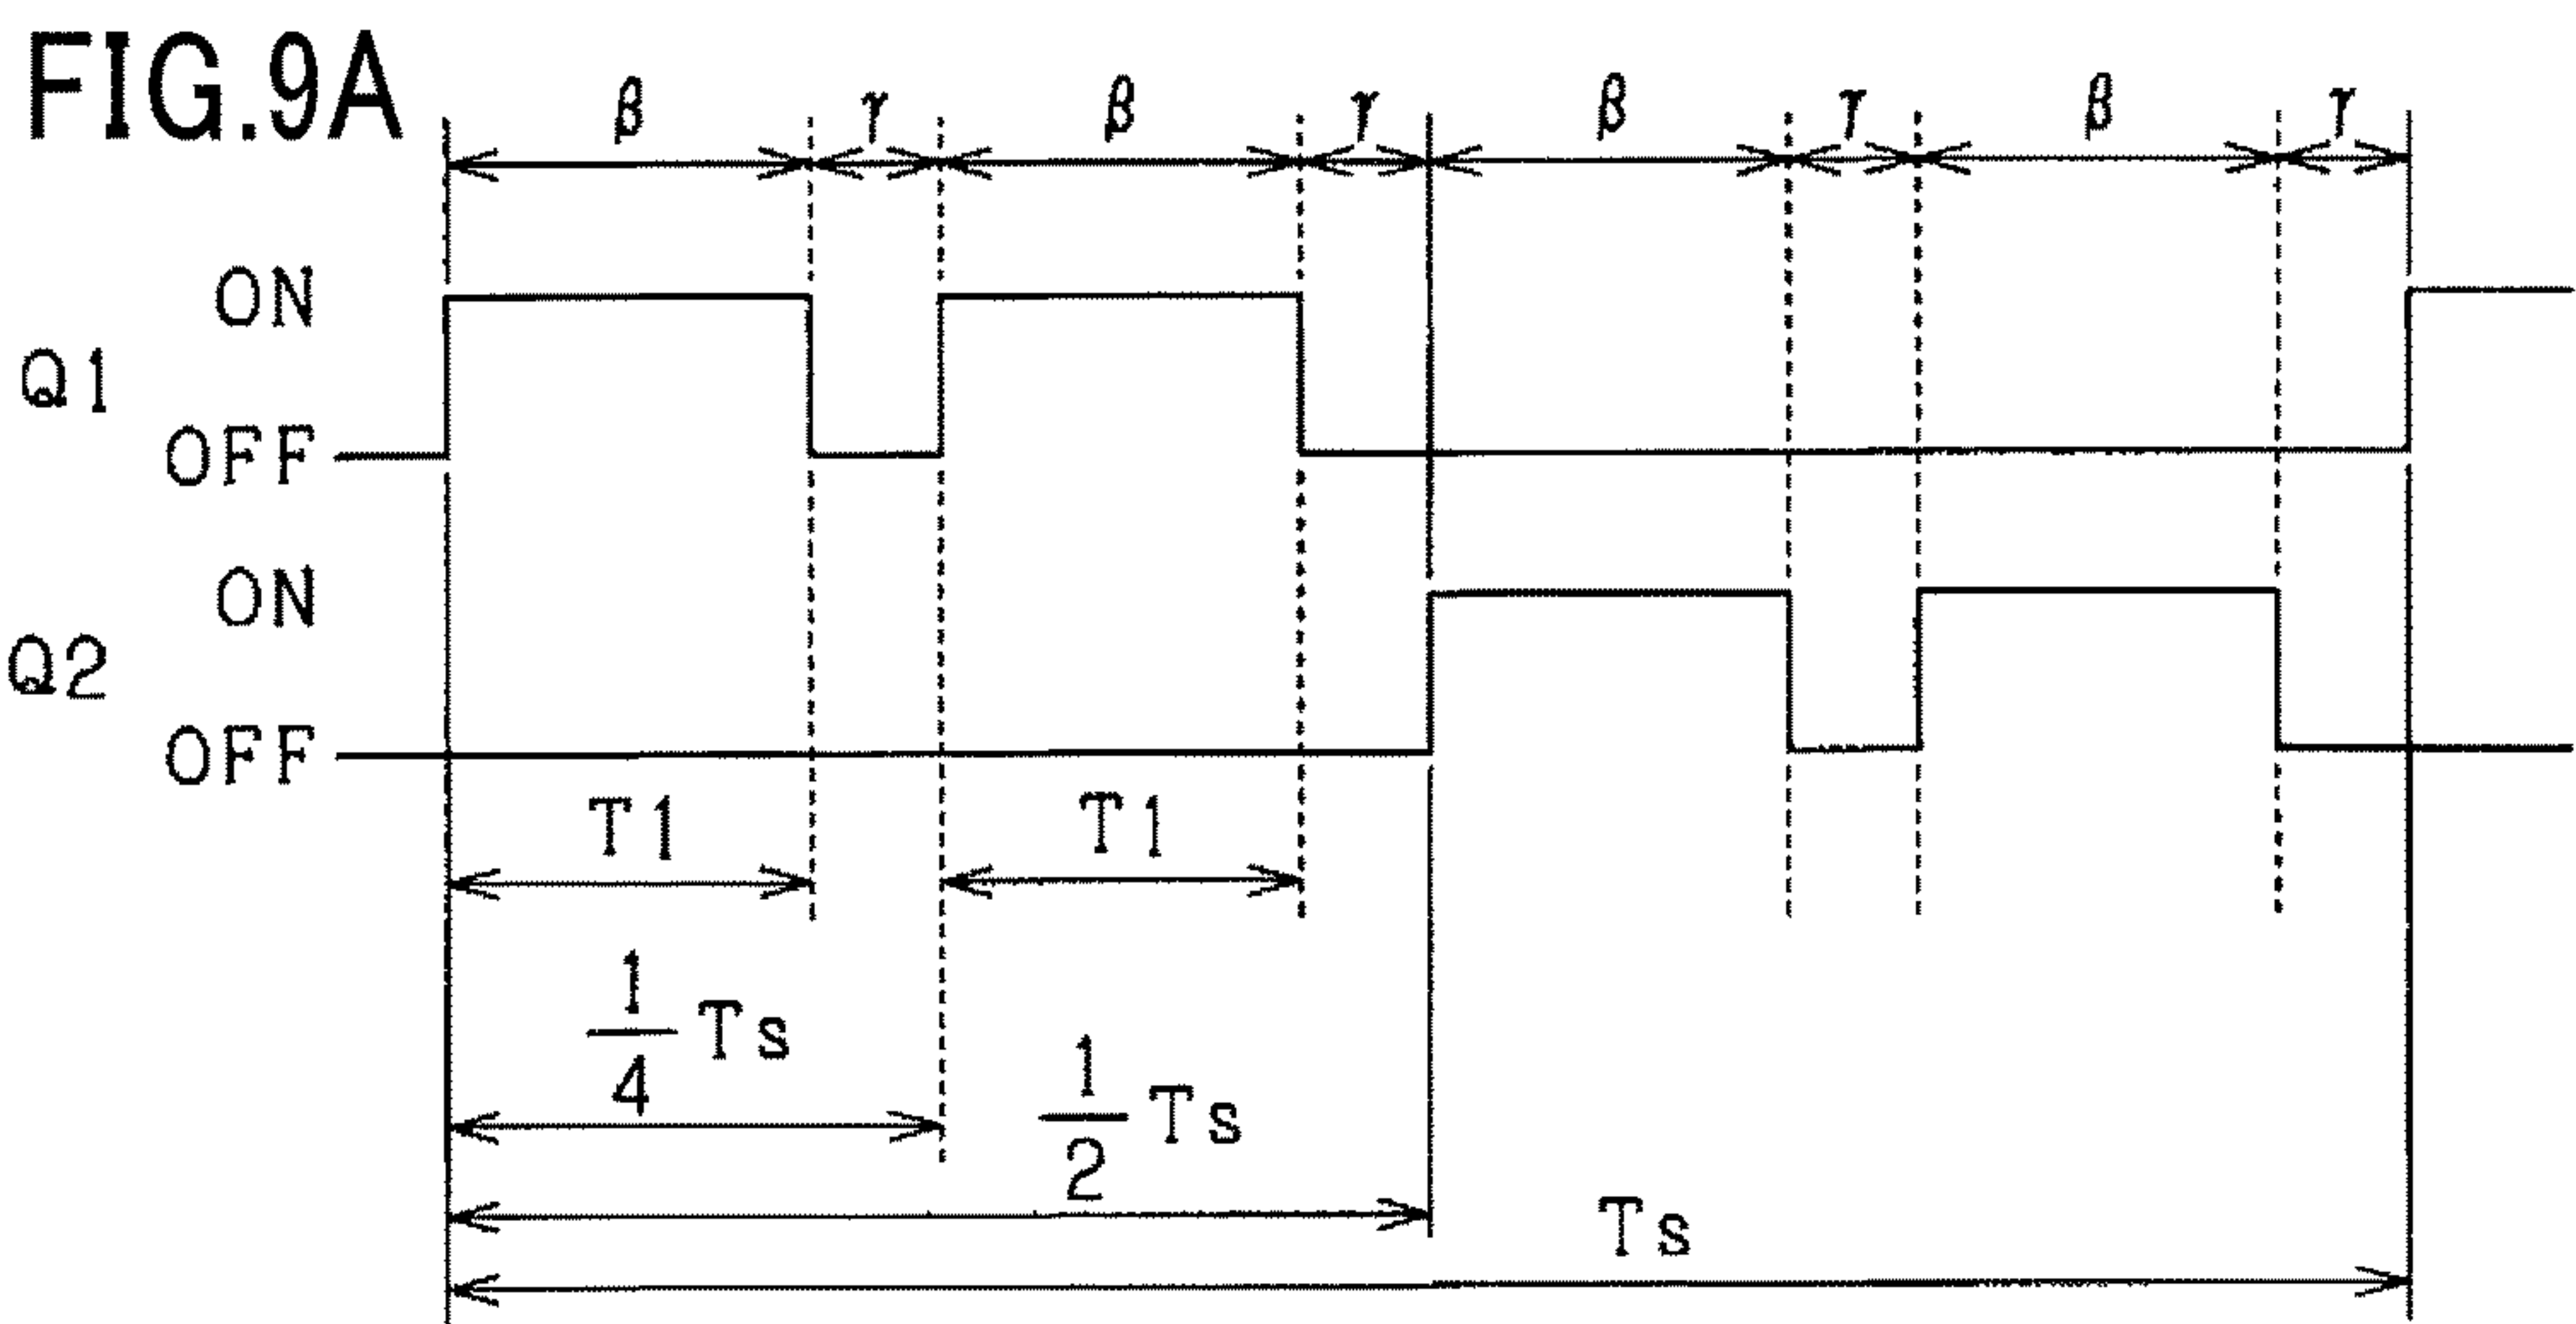 FIG.9A
β γ β γ β γ β γ
ON
Q1
OFF
ON
Q2
OFF
T1 T1
1/4 Ts
1/2 Ts
Ts